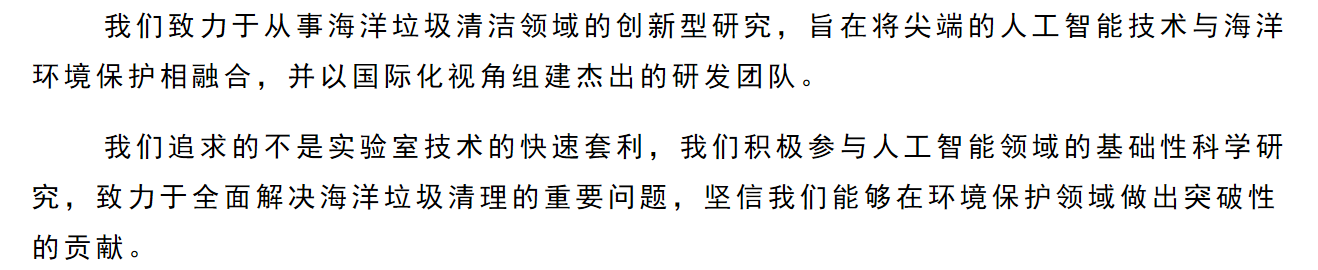 我们致力于从事海洋垃圾清洁领域的创新型研究，旨在将尖端的人工智能技术与海洋
环境保护相融合，并以国际化视角组建杰出的研发团队。
我们追求的不是实验室技术的快速套利，我们积极参与人工智能领域的基础性科学研
究，致力于全面解决海洋垃圾清理的重要问题，坚信我们能够在环境保护领域做出突破性
的贡献。